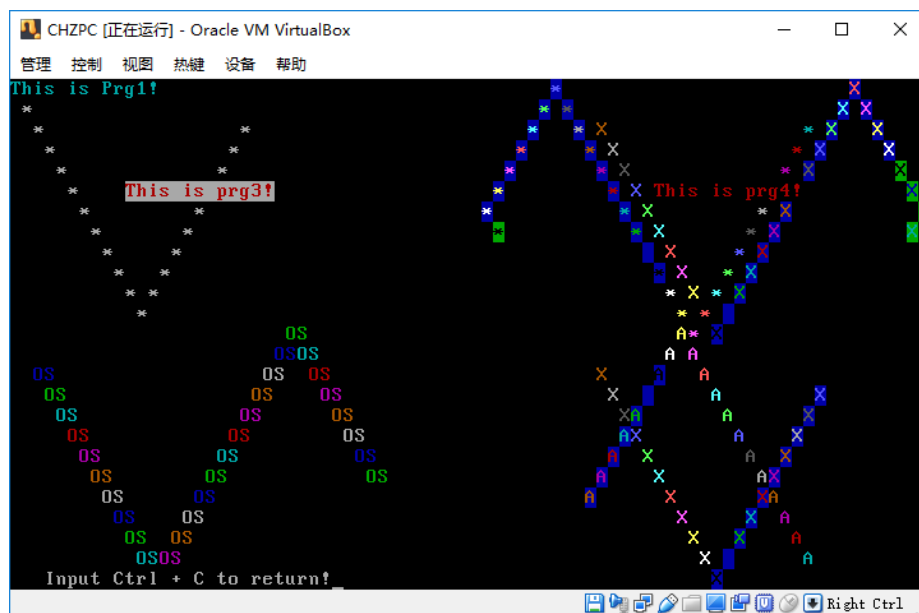 CHZPC [正在运行] - Oracle VM VirtualBox
管理 控制 视图 热键 设备 帮助
This is Prg1!
This is prg3!
This is prg4!
OS
OSOS
OS OS OS
OS OS OS
OS OS OS
OS OS OS
OS OS OS
OS OS OS
OS OS
OS OS
OS OS
OSOS
Input Ctrl + C to return!_
Right Ctrl